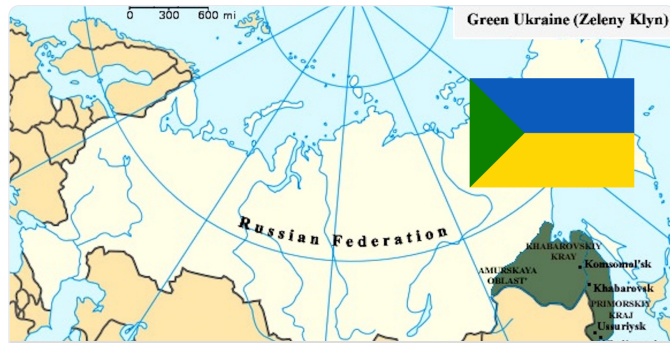 0 300 600 mi
Green Ukraine (Zeleny Klyn)
Russian Federation
KHABAROVSKIY
KRAY
Komsomal'sk
AMURSKAYA
OBLAST'
Khabarovsk
PRIMORSKIY
KRAJ
Ussuriysk